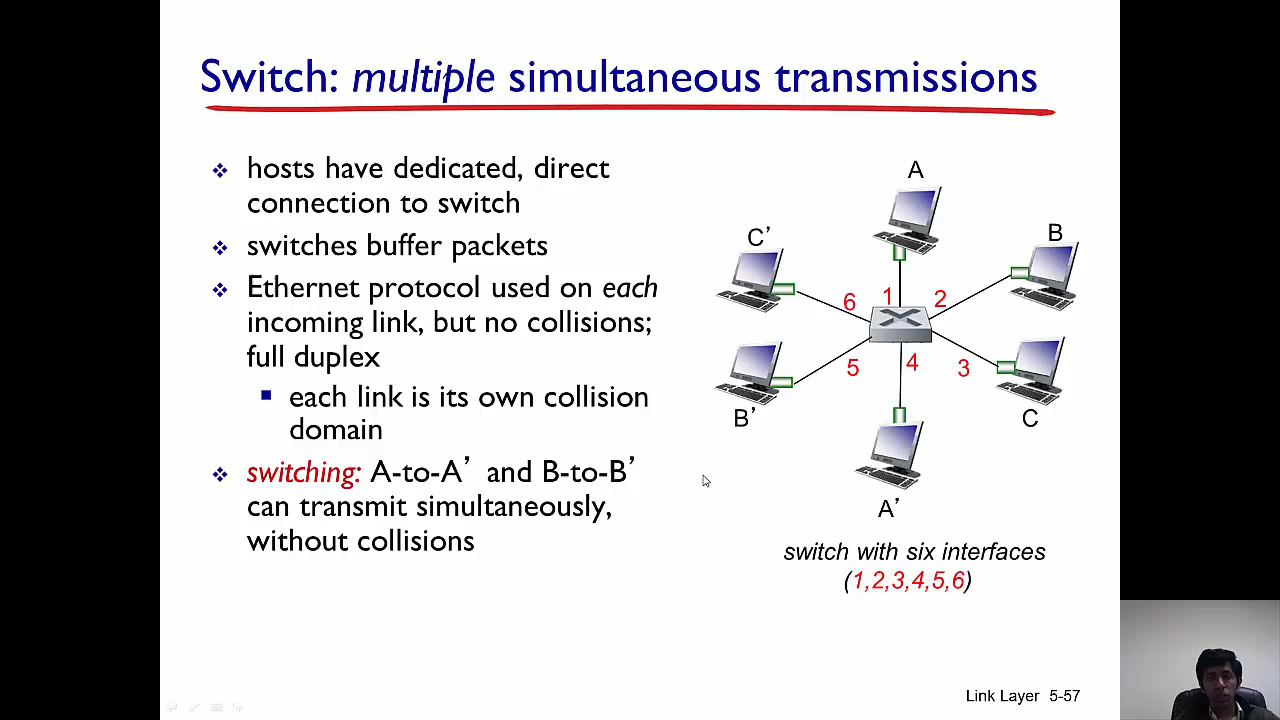 Switch: multiple simultaneous transmissions
hosts have dedicated, direct
connection to switch
switches buffer packets
Ethernet protocol used on each
incoming link, but no collisions;
full duplex
each link is its own collision
domain
switching: A-to-A’ and B-to-B’
can transmit simultaneously,
without collisions
A
B
C’
6
1
2
5
4
3
B’
C
A’
switch with six interfaces
(1,2,3,4,5,6)
Link Layer 5-57